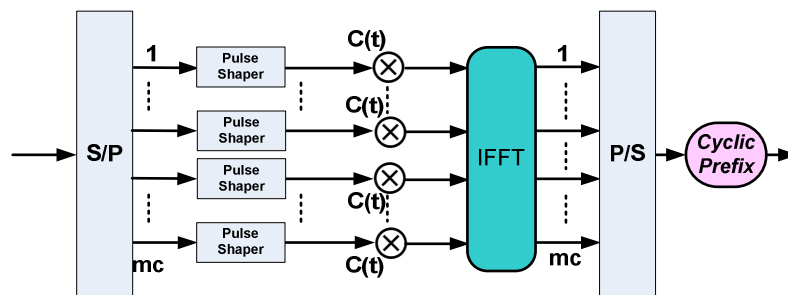 S/P
1
mc
Pulse
Shaper
Pulse
Shaper
Pulse
Shaper
Pulse
Shaper
C(t)
C(t)
C(t)
C(t)
IFFT
1
mc
P/S
Cyclic
Prefix